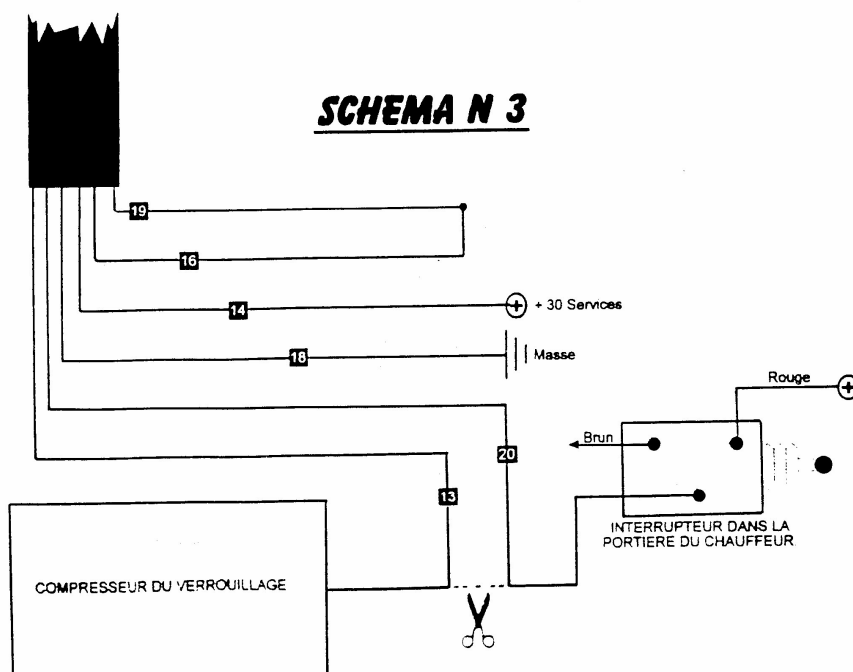 SCHEMA N 3
19
16
14
+ 30 Services
18
Masse
Rouge
Brun
20
13
INTERRUPTEUR DANS LA
PORTIERE DU CHAUFFEUR
COMPRESSEUR DU VERROUILLAGE